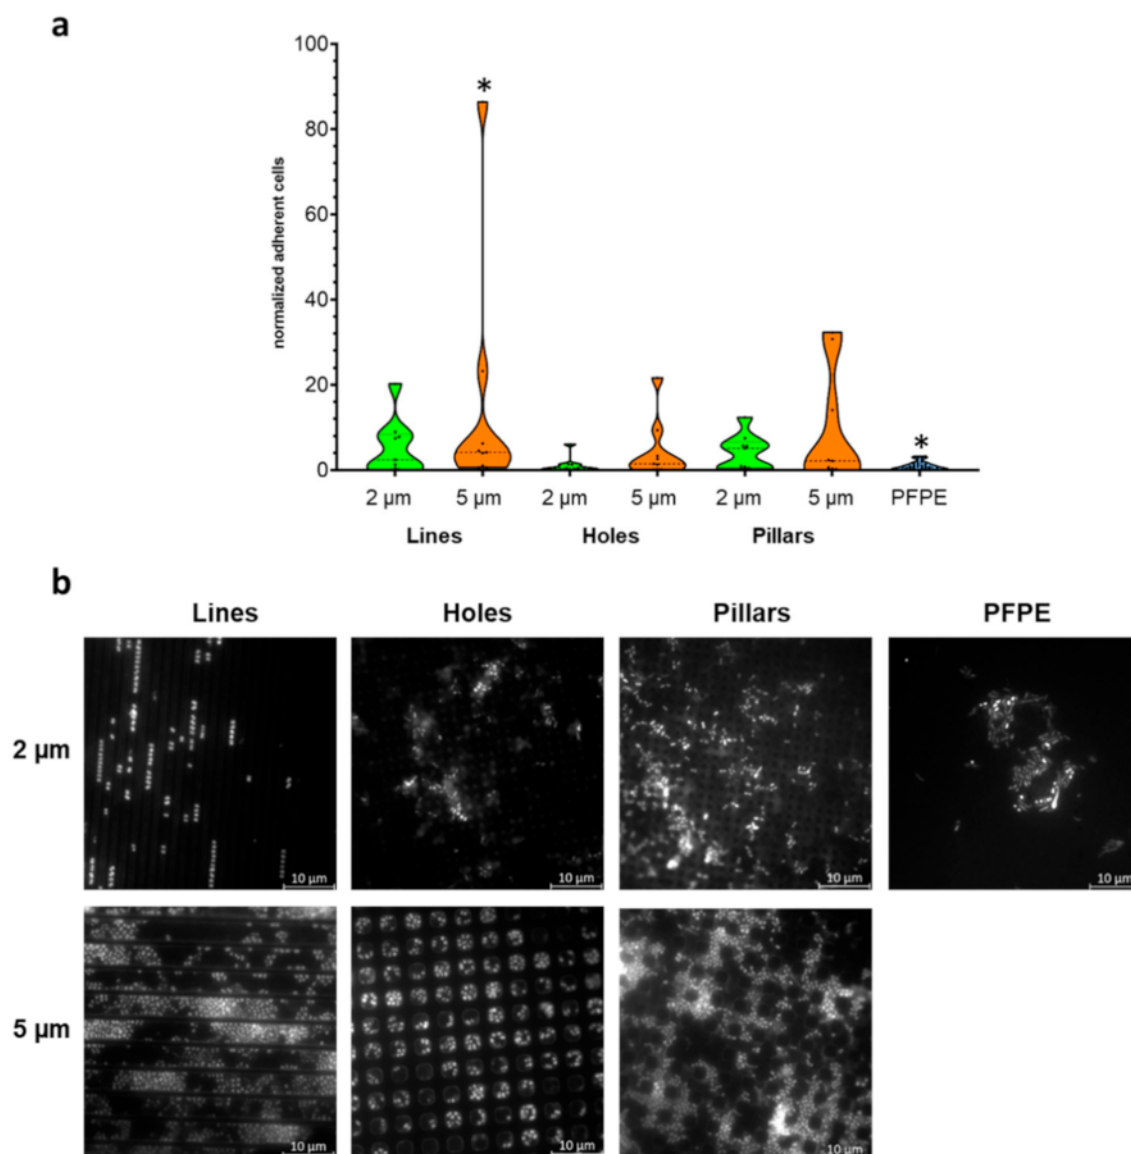 a
100
80
60
40
20
0
normalized adherent cells
*
*
2 µm 5 µm 2 µm 5 µm 2 µm 5 µm PFPE
Lines Holes Pillars
b
Lines Holes Pillars PFPE
2 µm
10 µm 10 µm 10 µm 10 µm
5 µm
10 µm 10 µm 10 µm